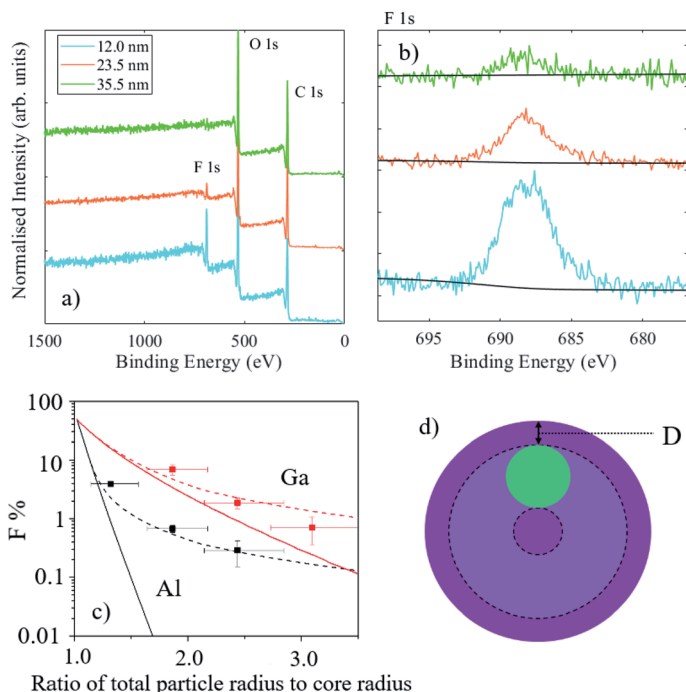 12.0 nm
23.5 nm
35.5 nm
O 1s
C 1s
F 1s
a)
Normalised Intensity (arb. units)
1500
1000
500
0
Binding Energy (eV)
F 1s
b)
695
690
685
680
Binding Energy (eV)
100
10
1
0.1
0.01
F %
Ga
Al
c)
1.0
2.0
3.0
Ratio of total particle radius to core radius
d)
D